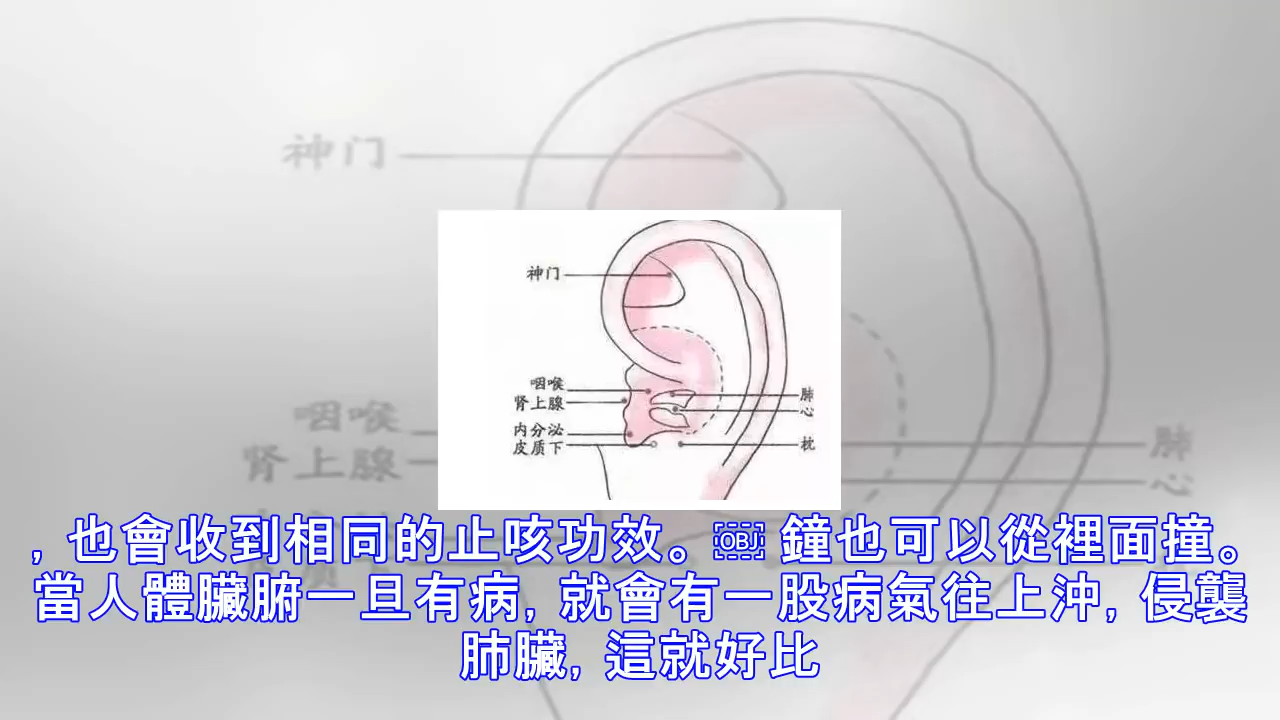 神门
神门
咽喉
肾上腺
内分泌
皮质下
肺
心
枕
咽喉
肾上腺
肺
心
，也會收到相同的止咳功效。￼ 鐘也可以從裡面撞。
當人體臟腑一旦有病，就會有一股病氣往上沖，侵襲
肺臟，這就好比